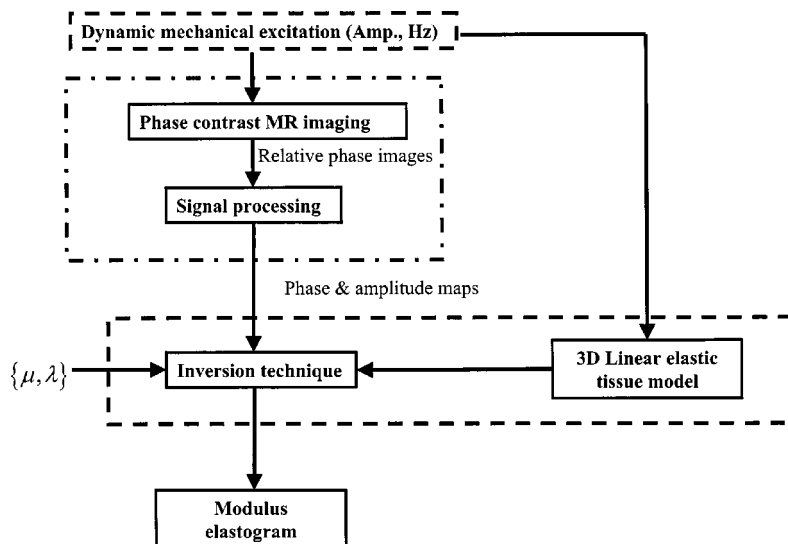 Dynamic mechanical excitation (Amp., Hz)
Phase contrast MR imaging
Relative phase images
Signal processing
Phase & amplitude maps
{μ, λ}
Inversion technique
3D Linear elastic
tissue model
Modulus
elastogram